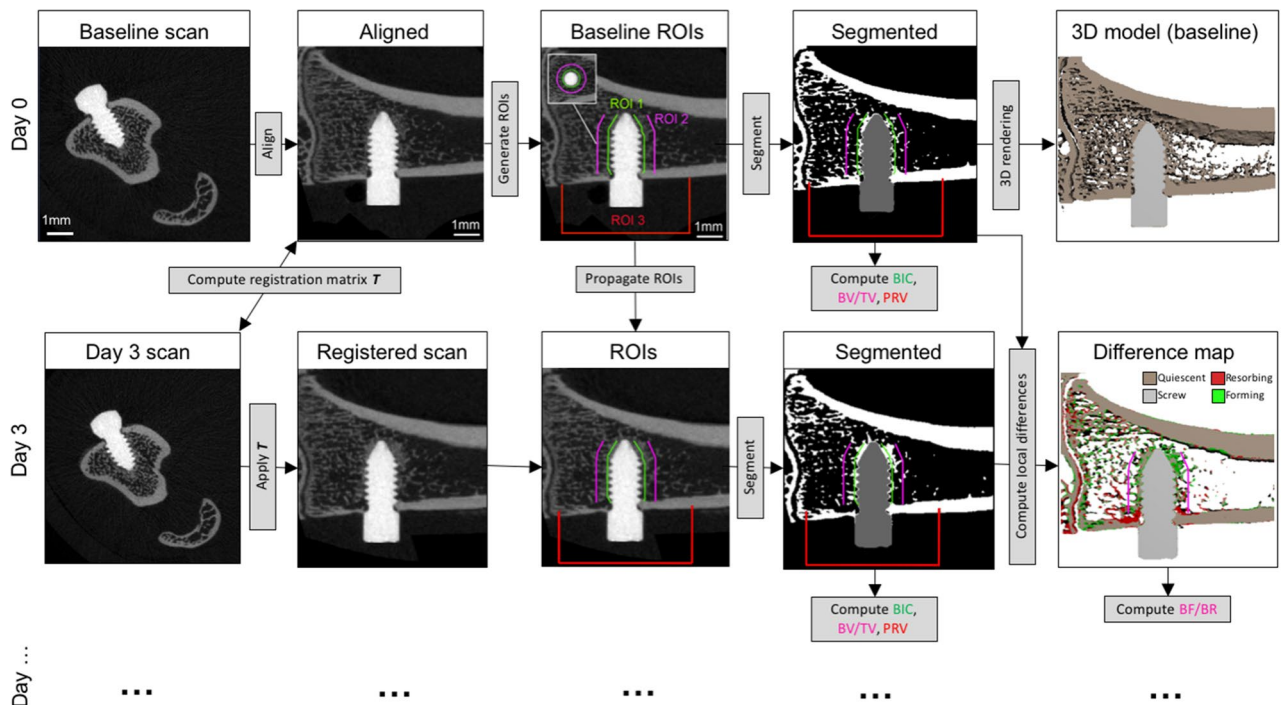 Day 0
Baseline scan
1mm
Align
Aligned
Generate ROIs
Baseline ROIs
ROI 1
ROI 2
ROI 3
1mm
Segment
Segmented
3D rendering
3D model (baseline)
Compute registration matrix T
Propagate ROIs
Compute BIC,
BV/TV, PRV
Day 3
Day 3 scan
Apply T
Registered scan
ROIs
Segment
Segmented
Compute local differences
Difference map
Quiescent
Resorbing
Screw
Forming
Compute BIC,
BV/TV, PRV
Compute BF/BR
Day ...
...
...
...
...
...